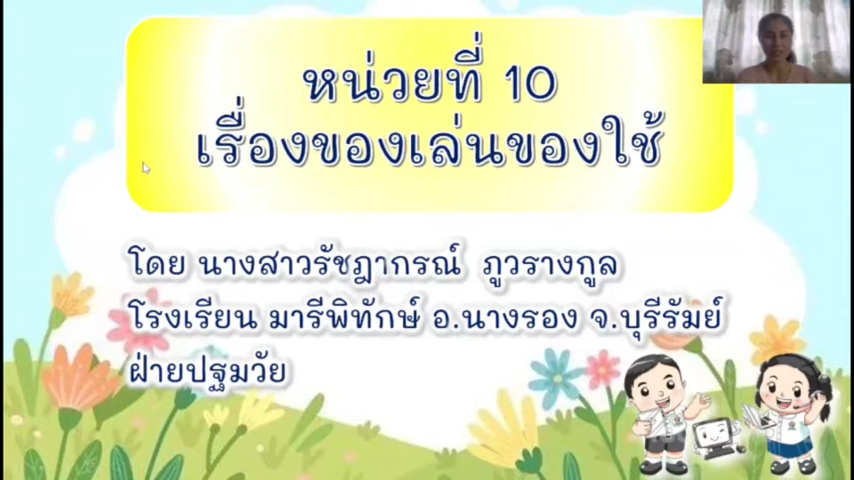 หน่วยที่ 10
เรื่องของเล่นของใช้
โดย นางสาวรัชฎากรณ์ ภูวรางกูล
โรงเรียน มารีพิทักษ์ อ.นางรอง จ.บุรีรัมย์
ฝ่ายปฐมวัย